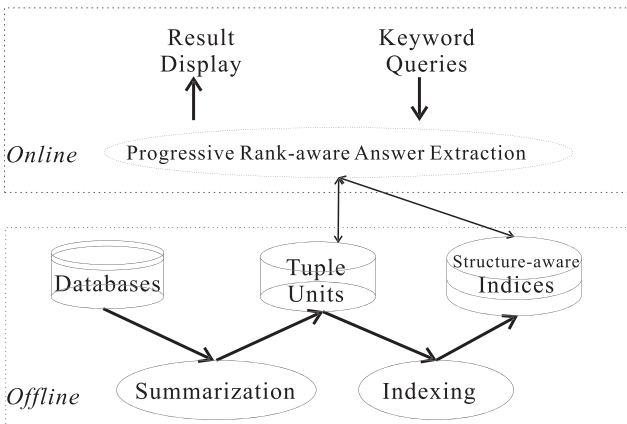 Result
Display
Keyword
Queries
Online
Progressive Rank-aware Answer Extraction
Databases
Tuple
Units
Structure-aware
Indices
Offline
Summarization
Indexing